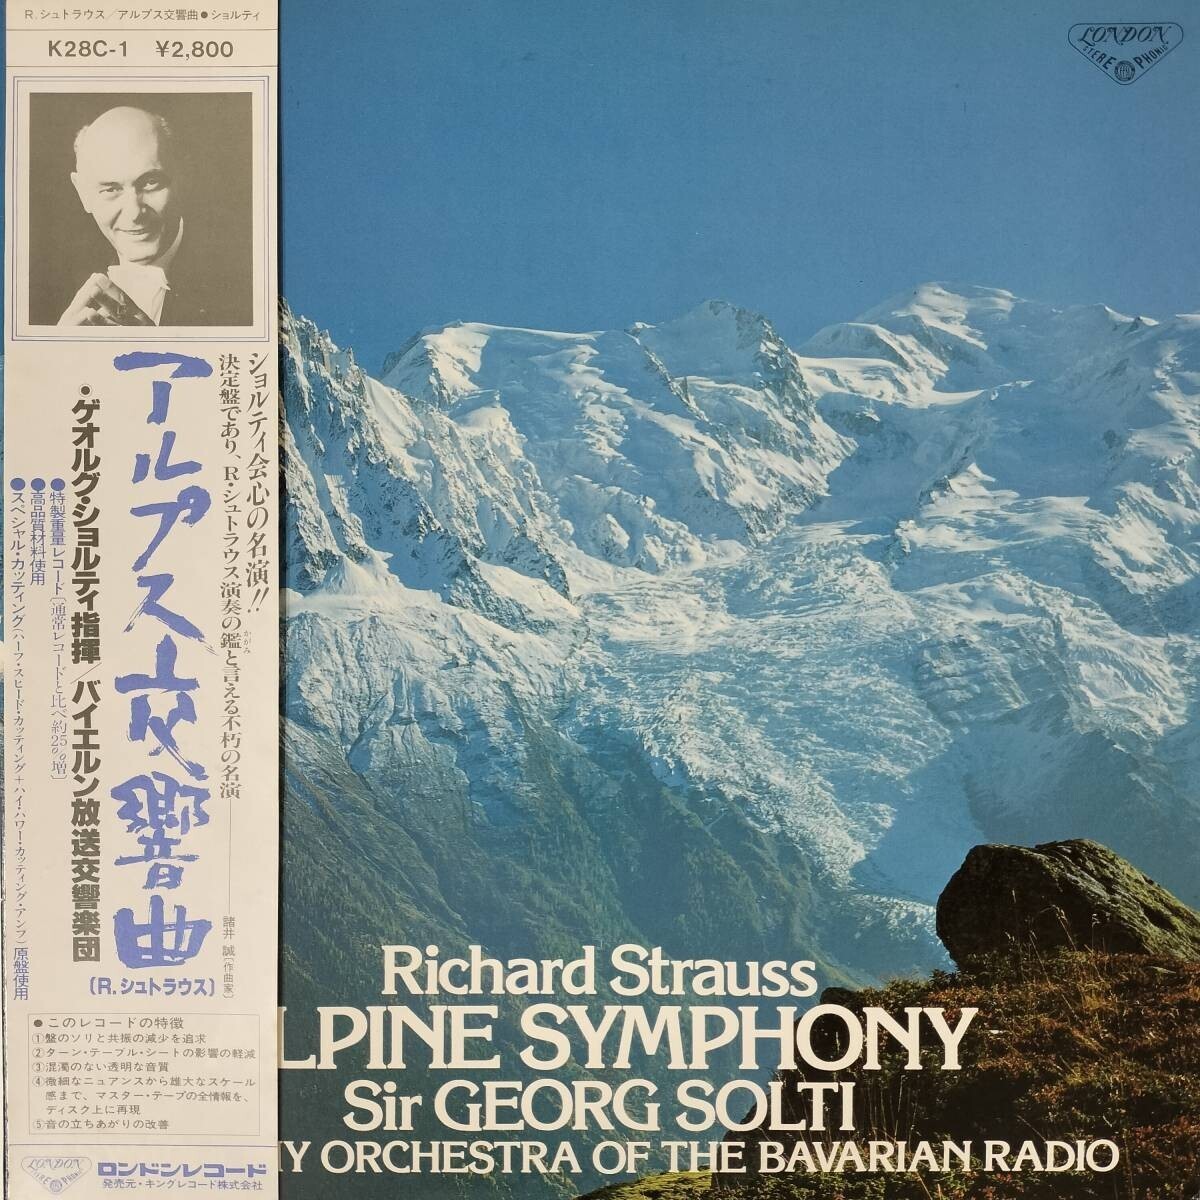 R.シュトラウス/アルプス交響曲●ショルティ
K28C-1 ¥2,800
ショルティ会心の名演!!
決定盤であり、R・シュトラウス演奏の鑑と言える不朽の名演
かがみ
諸井 誠〔作曲家〕
アルプス交響曲
〔R.シュトラウス〕
●ゲオルグ・ショルティ指揮/バイエルン放送交響楽団
●特製重量レコード〔通常レコードと比べ約25%増〕
●高品質材料使用
●スペシャル・カッティング(ハーフ・スピード・カッティング+ハイ・パワー・カッティング・アンプ)原盤使用
●このレコードの特徴
①盤のソリと共振の減少を追求
②ターン・テーブル・シートの影響の軽減
③混濁のない透明な音質
④微細なニュアンスから雄大なスケール
感まで、マスター・テープの全情報を、
ディスク上に再現
⑤音の立ちあがりの改善
LONDON
STEREOPHONIC
ロンドンレコード
発売元・キングレコード株式会社
LONDON
STEREOPHONIC
Richard Strauss
LPINE SYMPHONY
Sir GEORG SOLTI
Y ORCHESTRA OF THE BAVARIAN RADIO